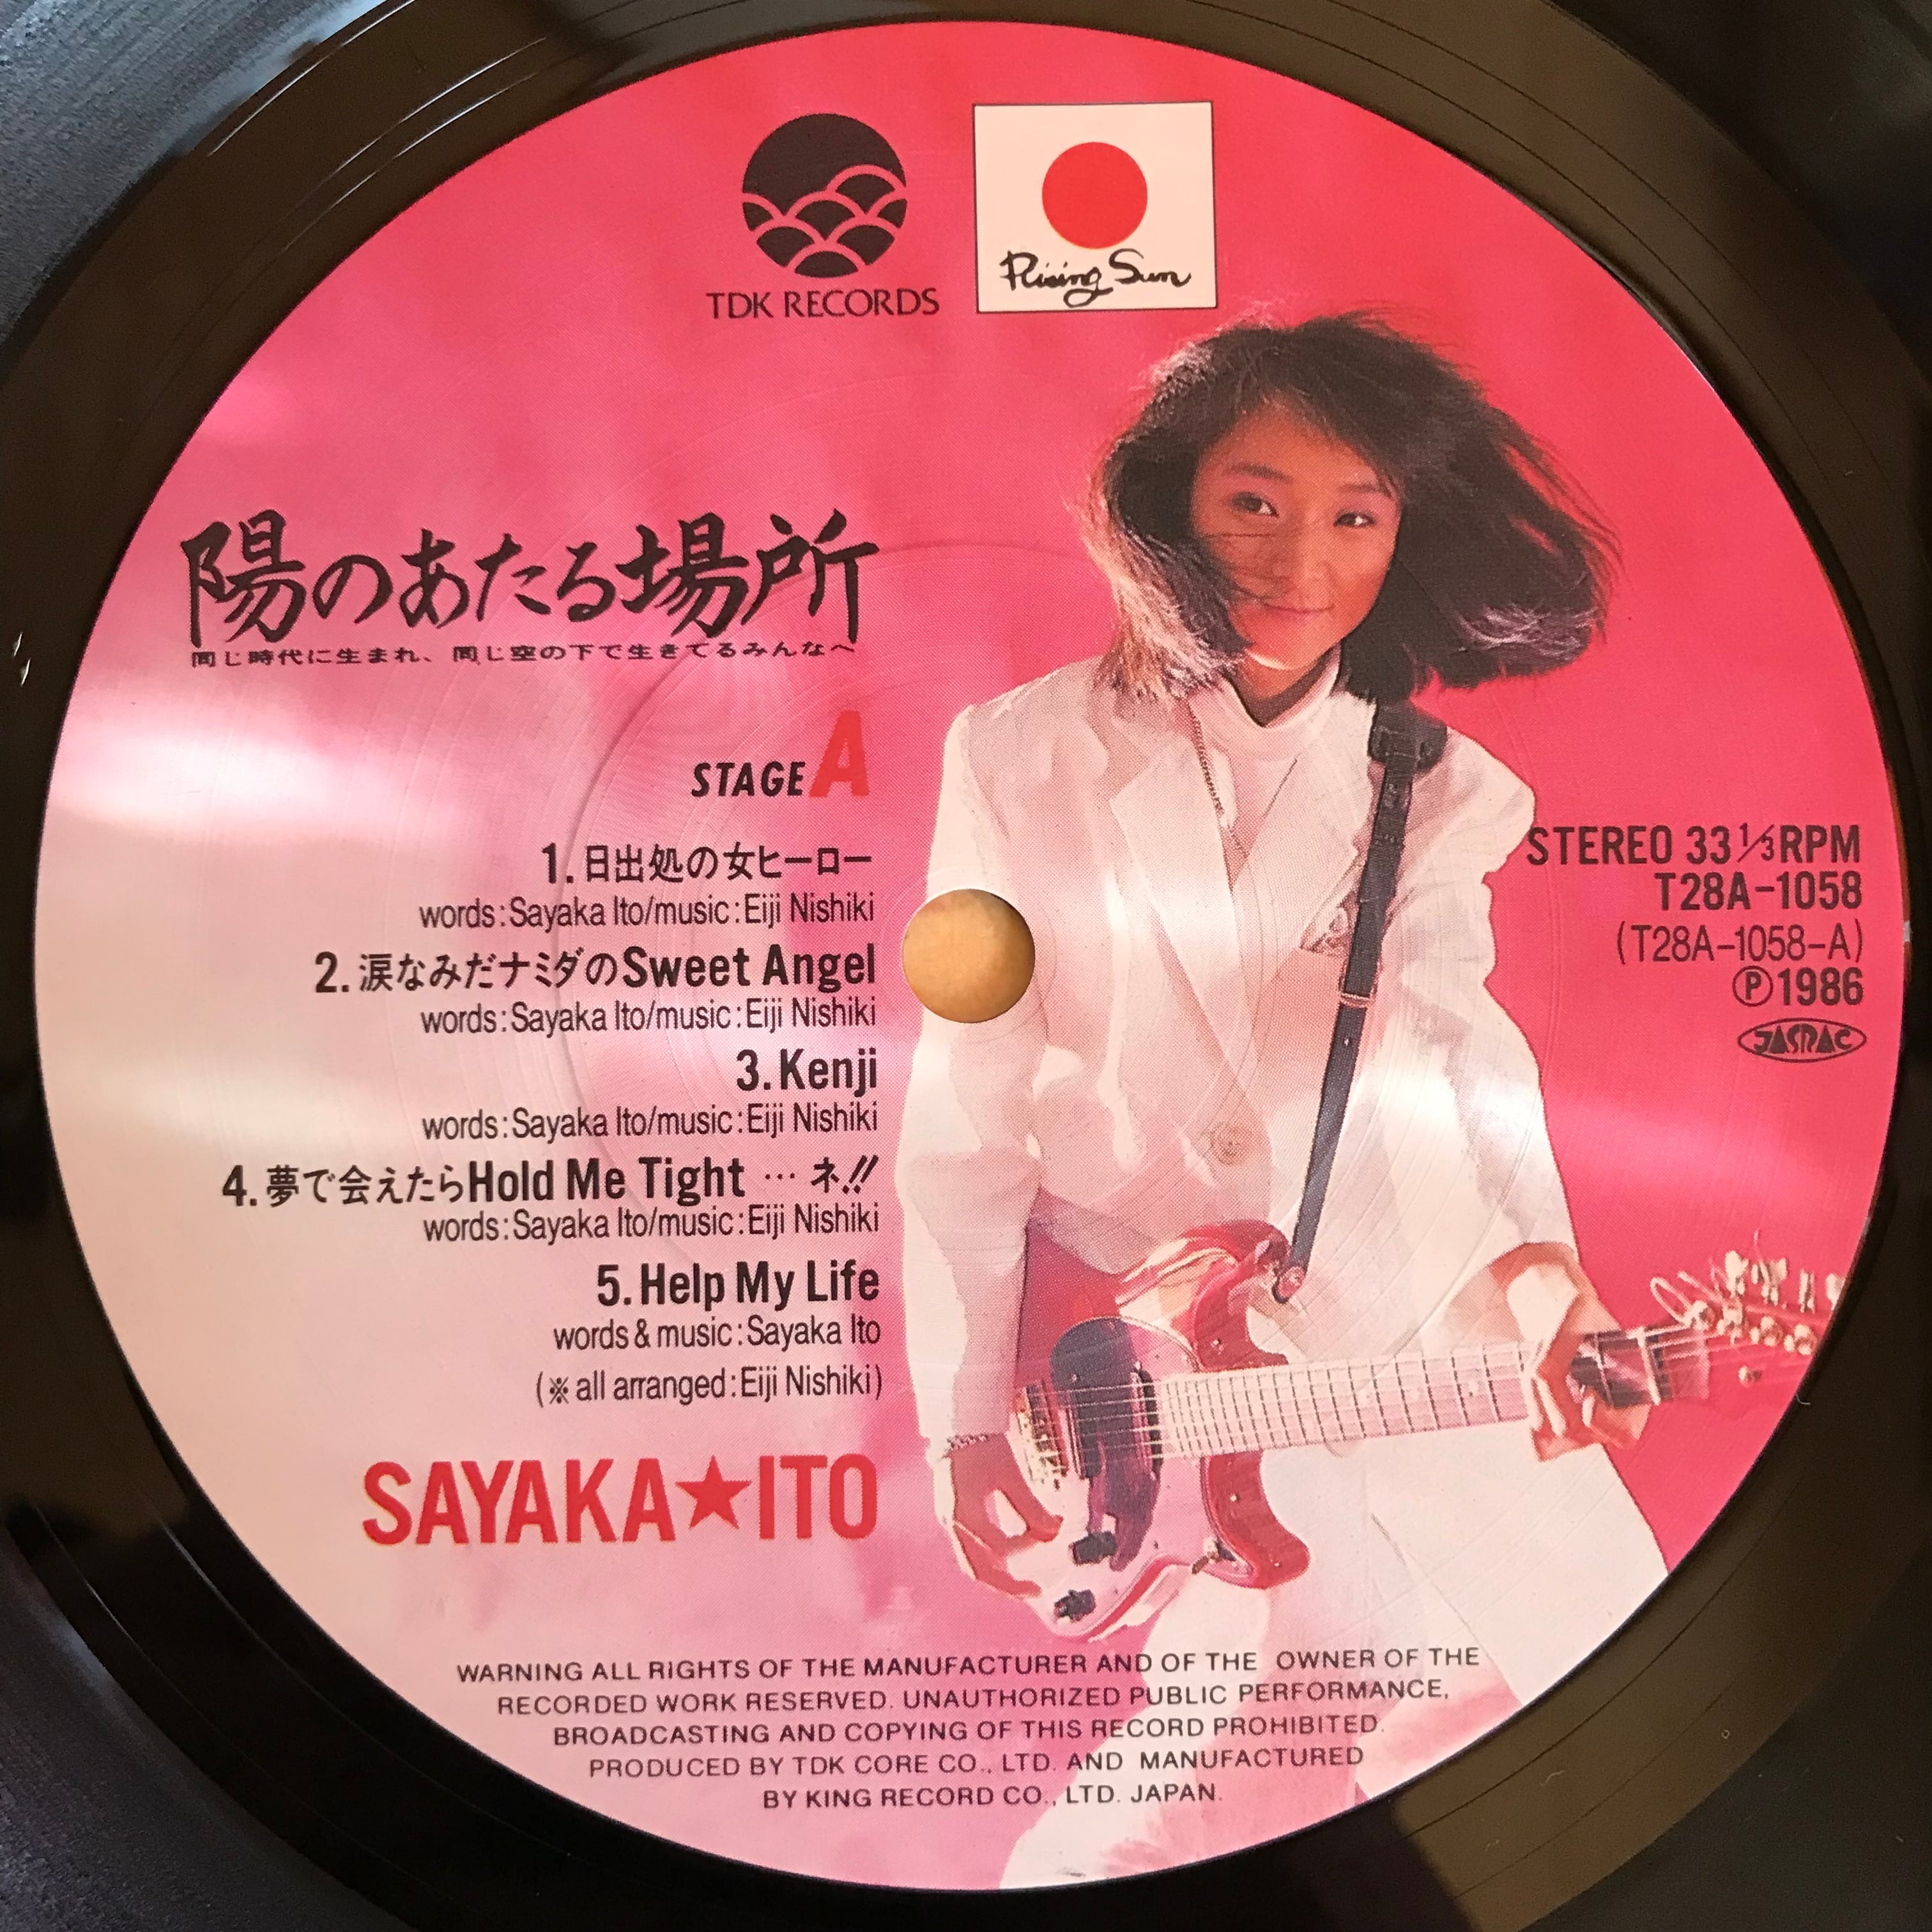 TDK RECORDS
Rising Sun
陽のあたる場所
同じ時代に生まれ、同じ空の下で生きてるみんなへ
STAGE A
1. 日出処の女ヒーロー
words:Sayaka Ito/music:Eiji Nishiki
2. 涙なみだナミダのSweet Angel
words:Sayaka Ito/music:Eiji Nishiki
3. Kenji
words:Sayaka Ito/music:Eiji Nishiki
4. 夢で会えたらHold Me Tight …ネ!!
words:Sayaka Ito/music:Eiji Nishiki
5. Help My Life
words & music:Sayaka Ito
(※all arranged:Eiji Nishiki)
SAYAKA★ITO
STEREO 33 1/3 RPM
T28A-1058
(T28A-1058-A)
Ⓟ1986
JASRAC
WARNING ALL RIGHTS OF THE MANUFACTURER AND OF THE OWNER OF THE
RECORDED WORK RESERVED. UNAUTHORIZED PUBLIC PERFORMANCE,
BROADCASTING AND COPYING OF THIS RECORD PROHIBITED.
PRODUCED BY TDK CORE CO., LTD. AND MANUFACTURED
BY KING RECORD CO., LTD. JAPAN.